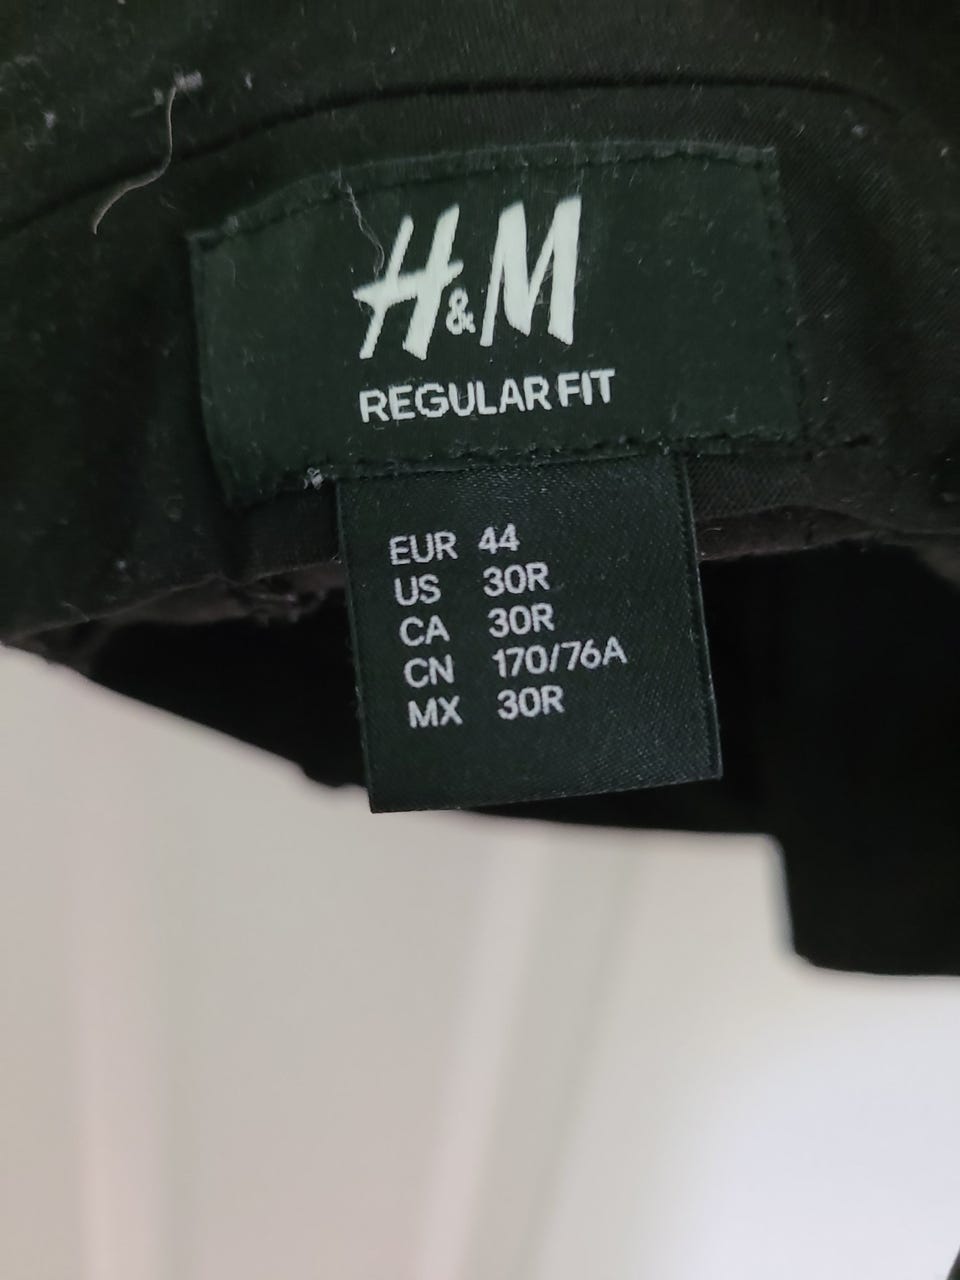 H&M
REGULAR FIT
EUR 44
US 30R
CA 30R
CN 170/76A
MX 30R